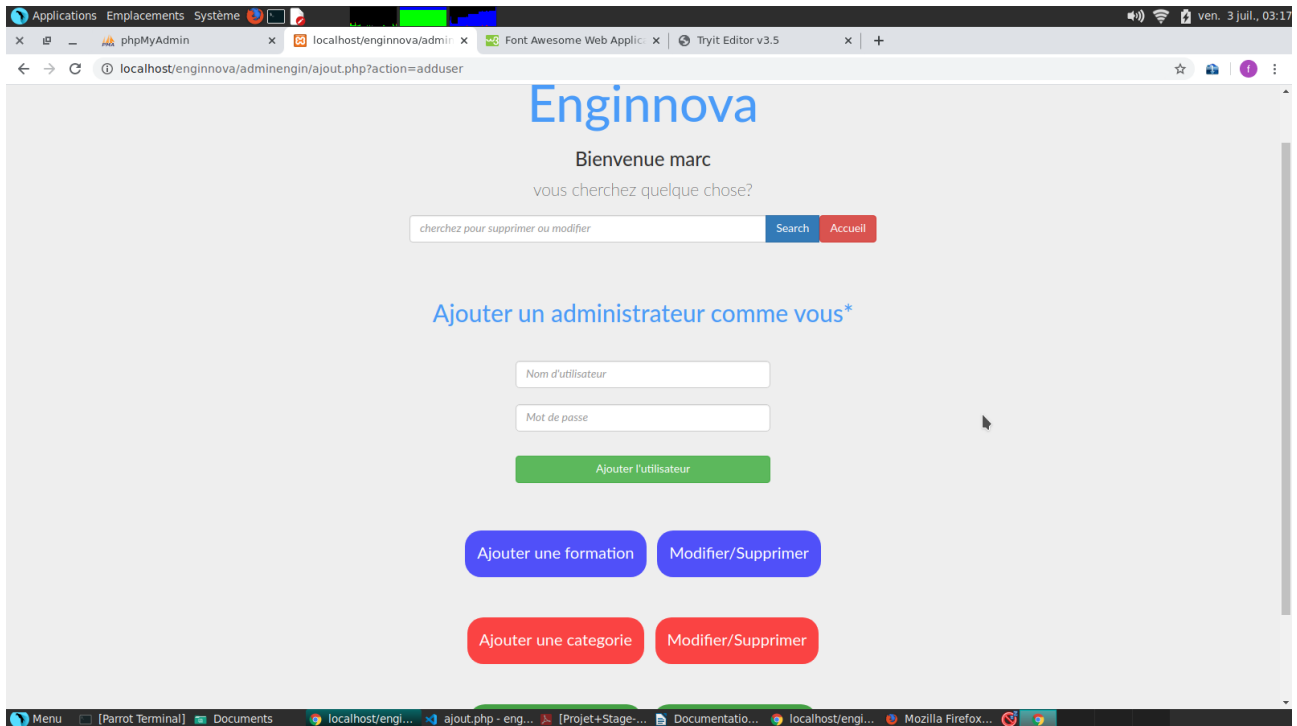 Applications Emplacements Système ven. 3 juil., 03:17
phpMyAdmin localhost/enginnova/admin Font Awesome Web Applic Tryit Editor v3.5
localhost/enginnova/adminengin/ajout.php?action=adduser f
Enginnova
Bienvenue marc
vous cherchez quelque chose?
cherchez pour supprimer ou modifier Search Accueil
Ajouter un administrateur comme vous*
Nom d'utilisateur
Mot de passe
Ajouter l'utilisateur
Ajouter une formation Modifier/Supprimer
Ajouter une categorie Modifier/Supprimer
Menu [Parrot Terminal] Documents localhost/engi... ajout.php - eng... [Projet+Stage-... Documentatio... localhost/engi... Mozilla Firefox...